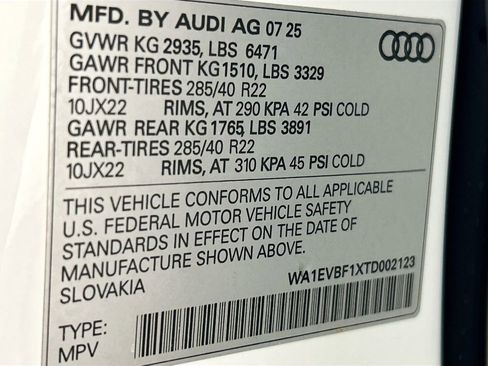 MFD. BY AUDI AG 07 25
GVWR KG 2935, LBS 6471
GAWR FRONT KG1510, LBS 3329
FRONT-TIRES 285/40 R22
10JX22 RIMS, AT 290 KPA 42 PSI COLD
GAWR REAR KG1765, LBS 3891
REAR-TIRES 285/40 R22
10JX22 RIMS, AT 310 KPA 45 PSI COLD
THIS VEHICLE CONFORMS TO ALL APPLICABLE
U.S. FEDERAL MOTOR VEHICLE SAFETY
STANDARDS IN EFFECT ON THE DATE OF
MANUFACTURE SHOWN ABOVE.
SLOVAKIA WA1EVBF1XTD002123
TYPE:
MPV